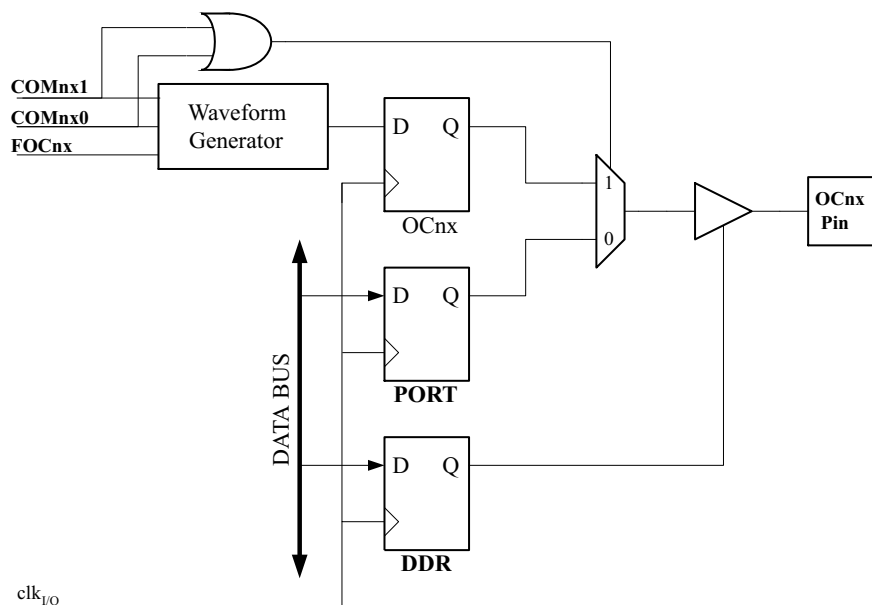 COMnx1
COMnx0
FOCnx
Waveform
Generator
D Q
OCnx
1
0
OCnx
Pin
D Q
PORT
DATA BUS
D Q
DDR
clkI/O